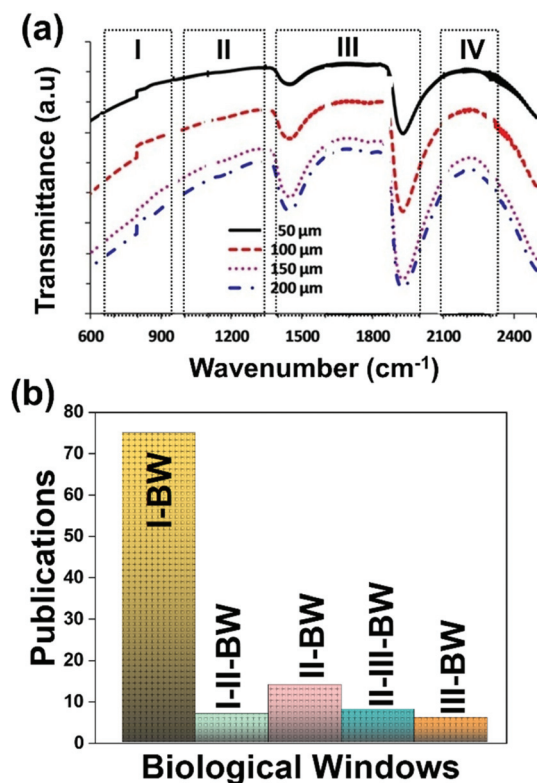 (a)
I II III IV
Transmittance (a.u)
50 μm
100 μm
150 μm
200 μm
600 900 1200 1500 1800 2100 2400
Wavenumber (cm⁻¹)
(b)
80
70
60
50
40
30
20
10
0
Publications
I-BW
I-II-BW
II-BW
II-III-BW
III-BW
Biological Windows